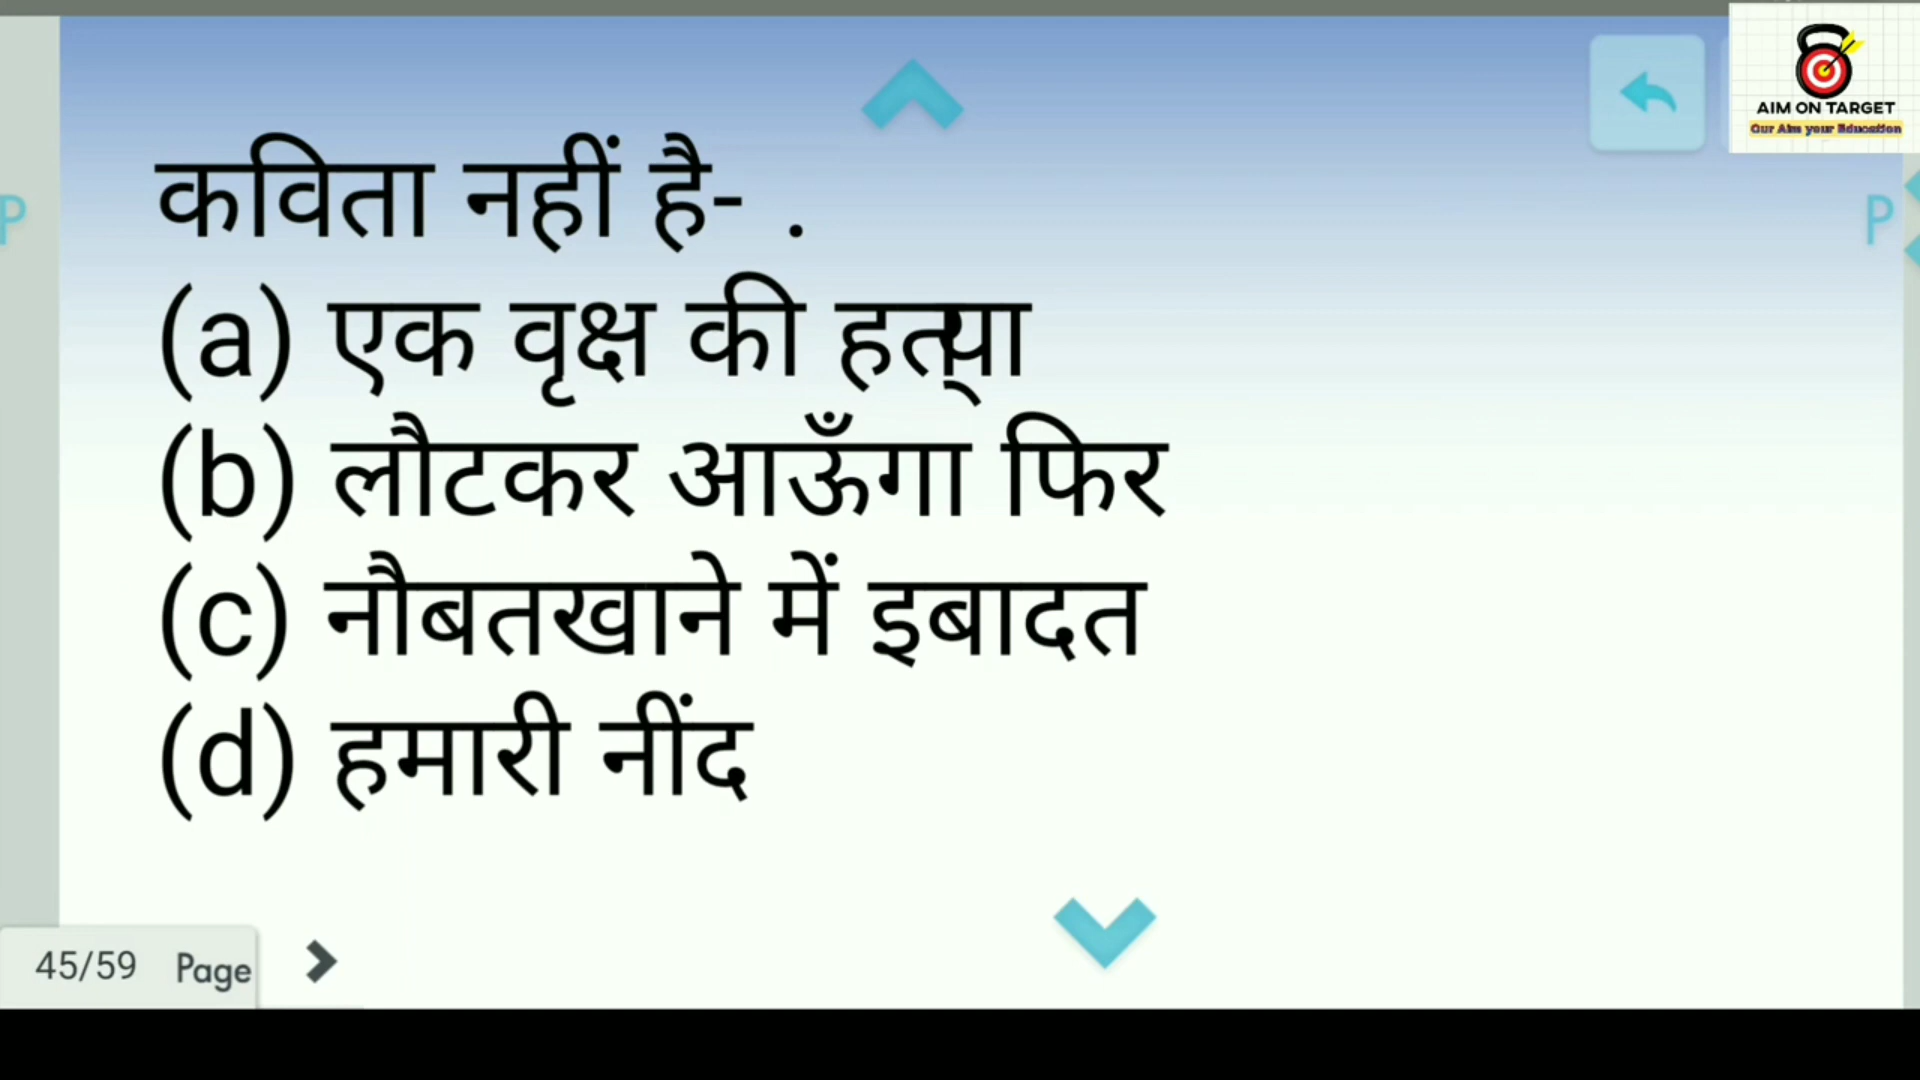 AIM ON TARGET
Our Aim your Education
कविता नहीं है- .
P
P
(a) एक वृक्ष की हत्या
(b) लौटकर आऊँगा फिर
(c) नौबतखाने में इबादत
(d) हमारी नींद
45/59 Page